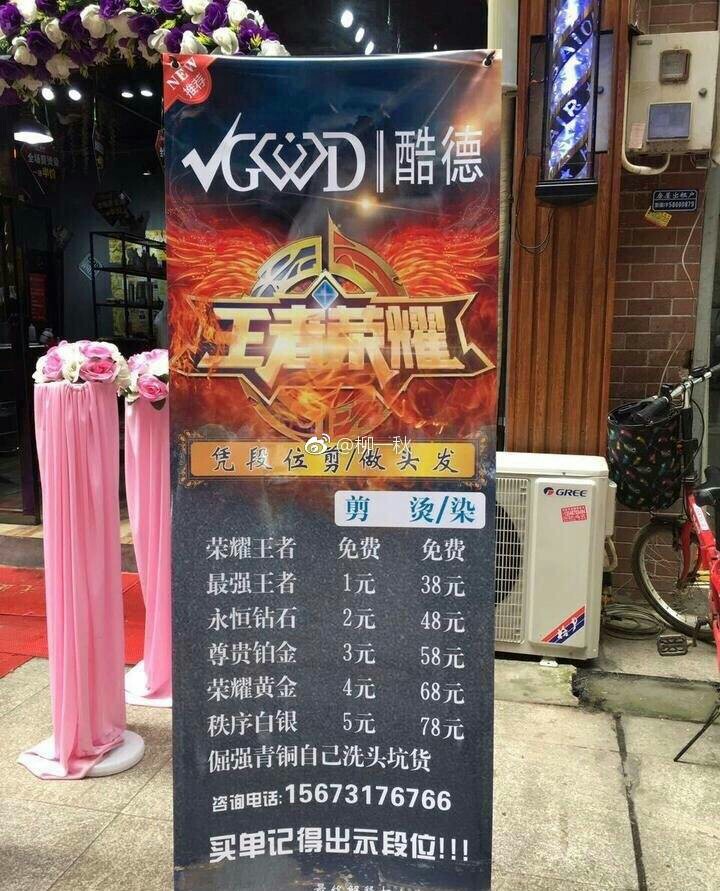 NEW
推荐
VGWD 酷德
王者荣耀
@柳一秋
凭段位剪/做头发
剪 烫/染
荣耀王者 免费 免费
最强王者 1元 38元
永恒钻石 2元 48元
尊贵铂金 3元 58元
荣耀黄金 4元 68元
秩序白银 5元 78元
倔强青铜自己洗头坑货
咨询电话:15673176766
买单记得出示段位!!!
GREE